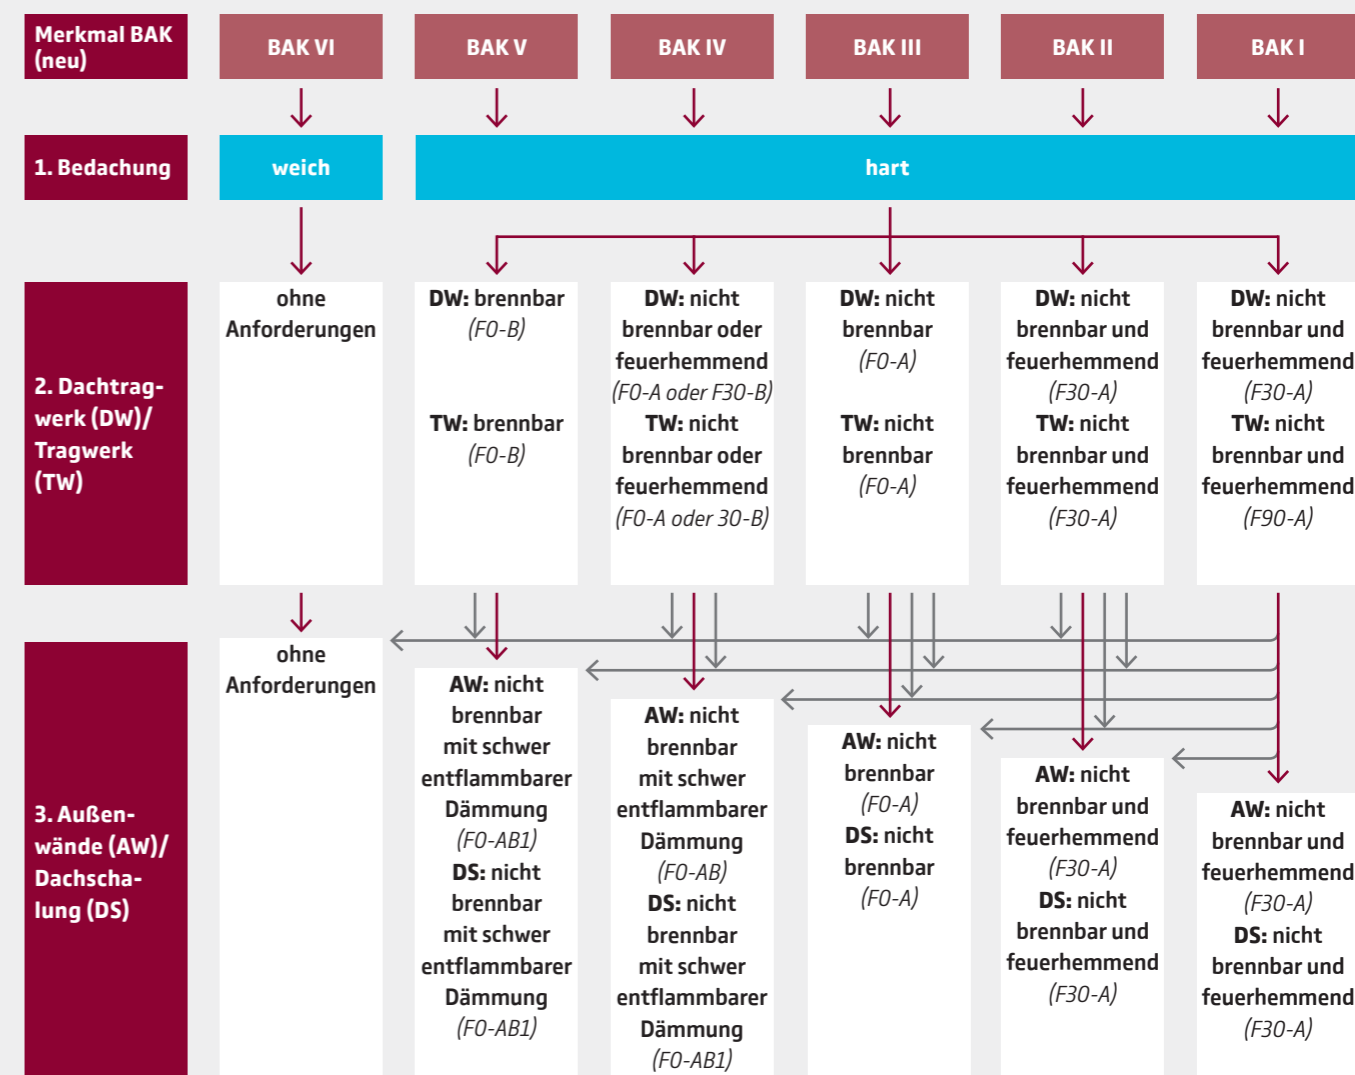 Merkmal BAK
(neu)
BAK VI
BAK V
BAK IV
BAK III
BAK II
BAK I
1. Bedachung
weich
hart
2. Dachtrag-
werk (DW)/
Tragwerk
(TW)
ohne
Anforderungen
DW: brennbar
(F0-B)
TW: brennbar
(F0-B)
DW: nicht
brennbar oder
feuerhemmend
(F0-A oder F30-B)
TW: nicht
brennbar oder
feuerhemmend
(F0-A oder 30-B)
DW: nicht
brennbar
(F0-A)
TW: nicht
brennbar
(F0-A)
DW: nicht
brennbar und
feuerhemmend
(F30-A)
TW: nicht
brennbar und
feuerhemmend
(F30-A)
DW: nicht
brennbar und
feuerhemmend
(F30-A)
TW: nicht
brennbar und
feuerhemmend
(F90-A)
3. Außen-
wände (AW)/
Dachscha-
lung (DS)
ohne
Anforderungen
AW: nicht
brennbar
mit schwer
entflammbarer
Dämmung
(F0-AB1)
DS: nicht
brennbar
mit schwer
entflammbarer
Dämmung
(F0-AB1)
AW: nicht
brennbar
mit schwer
entflammbarer
Dämmung
(F0-AB)
DS: nicht
brennbar
mit schwer
entflammbarer
Dämmung
(F0-AB1)
AW: nicht
brennbar
(F0-A)
DS: nicht
brennbar
(F0-A)
AW: nicht
brennbar und
feuerhemmend
(F30-A)
DS: nicht
brennbar und
feuerhemmend
(F30-A)
AW: nicht
brennbar und
feuerhemmend
(F30-A)
DS: nicht
brennbar und
feuerhemmend
(F30-A)